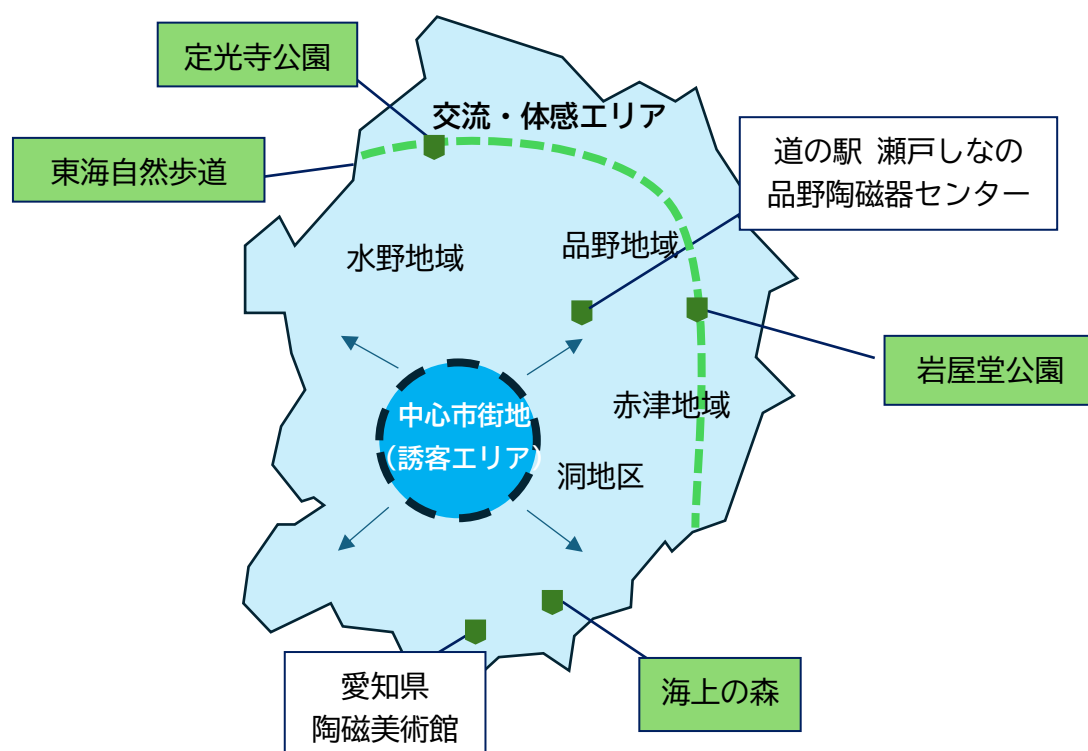 定光寺公園
交流・体感エリア
東海自然歩道
道の駅 瀬戸しなの
品野陶磁器センター
水野地域
品野地域
岩屋堂公園
赤津地域
中心市街地
（誘客エリア）
洞地区
愛知県
陶磁美術館
海上の森